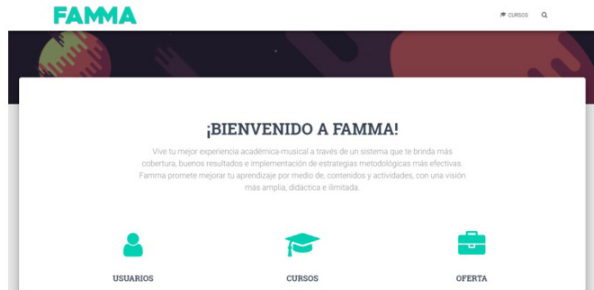 FAMMA
CURSOS
¡BIENVENIDO A FAMMA!
Vive tu mejor experiencia académica-musical a través de un sistema que te brinda más
cobertura, buenos resultados e implementación de estrategias metodológicas más efectivas.
Famma promete mejorar tu aprendizaje por medio de, contenidos y actividades, con una visión
más amplia, didáctica e ilimitada.
USUARIOS
CURSOS
OFERTA